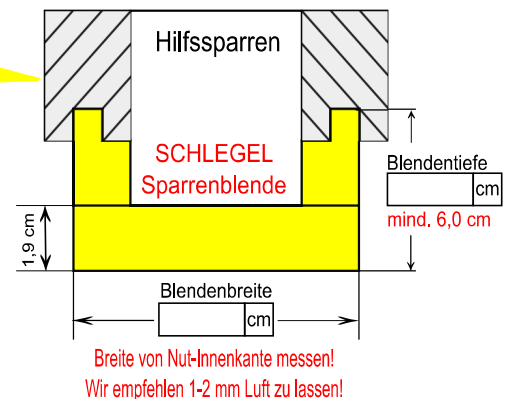 Hilfssparren
SCHLEGEL
Sparrenblende
Blendentiefe
cm
mind. 6,0 cm
1,9 cm
Blendenbreite
cm
Breite von Nut-Innenkante messen!
Wir empfehlen 1-2 mm Luft zu lassen!